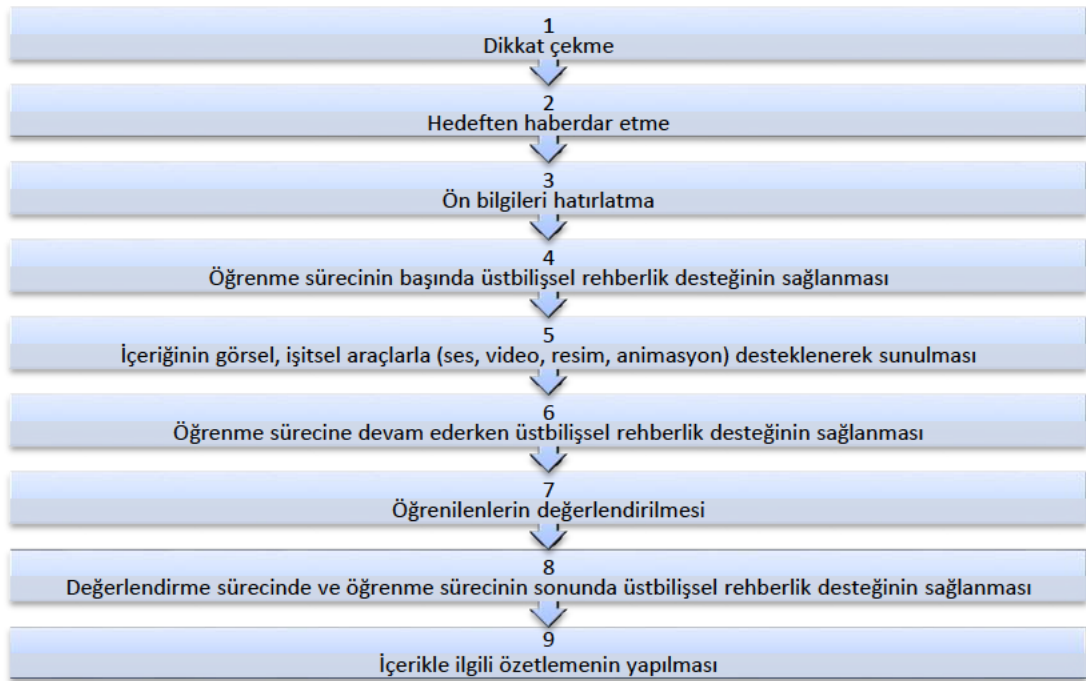 1
Dikkat çekme
2
Hedeften haberdar etme
3
Ön bilgileri hatırlatma
4
Öğrenme sürecinin başında üstbilişsel rehberlik desteğinin sağlanması
5
İçeriğinin görsel, işitsel araçlarla (ses, video, resim, animasyon) desteklenerek sunulması
6
Öğrenme sürecine devam ederken üstbilişsel rehberlik desteğinin sağlanması
7
Öğrenilenlerin değerlendirilmesi
8
Değerlendirme sürecinde ve öğrenme sürecinin sonunda üstbilişsel rehberlik desteğinin sağlanması
9
İçerikle ilgili özetlemenin yapılması